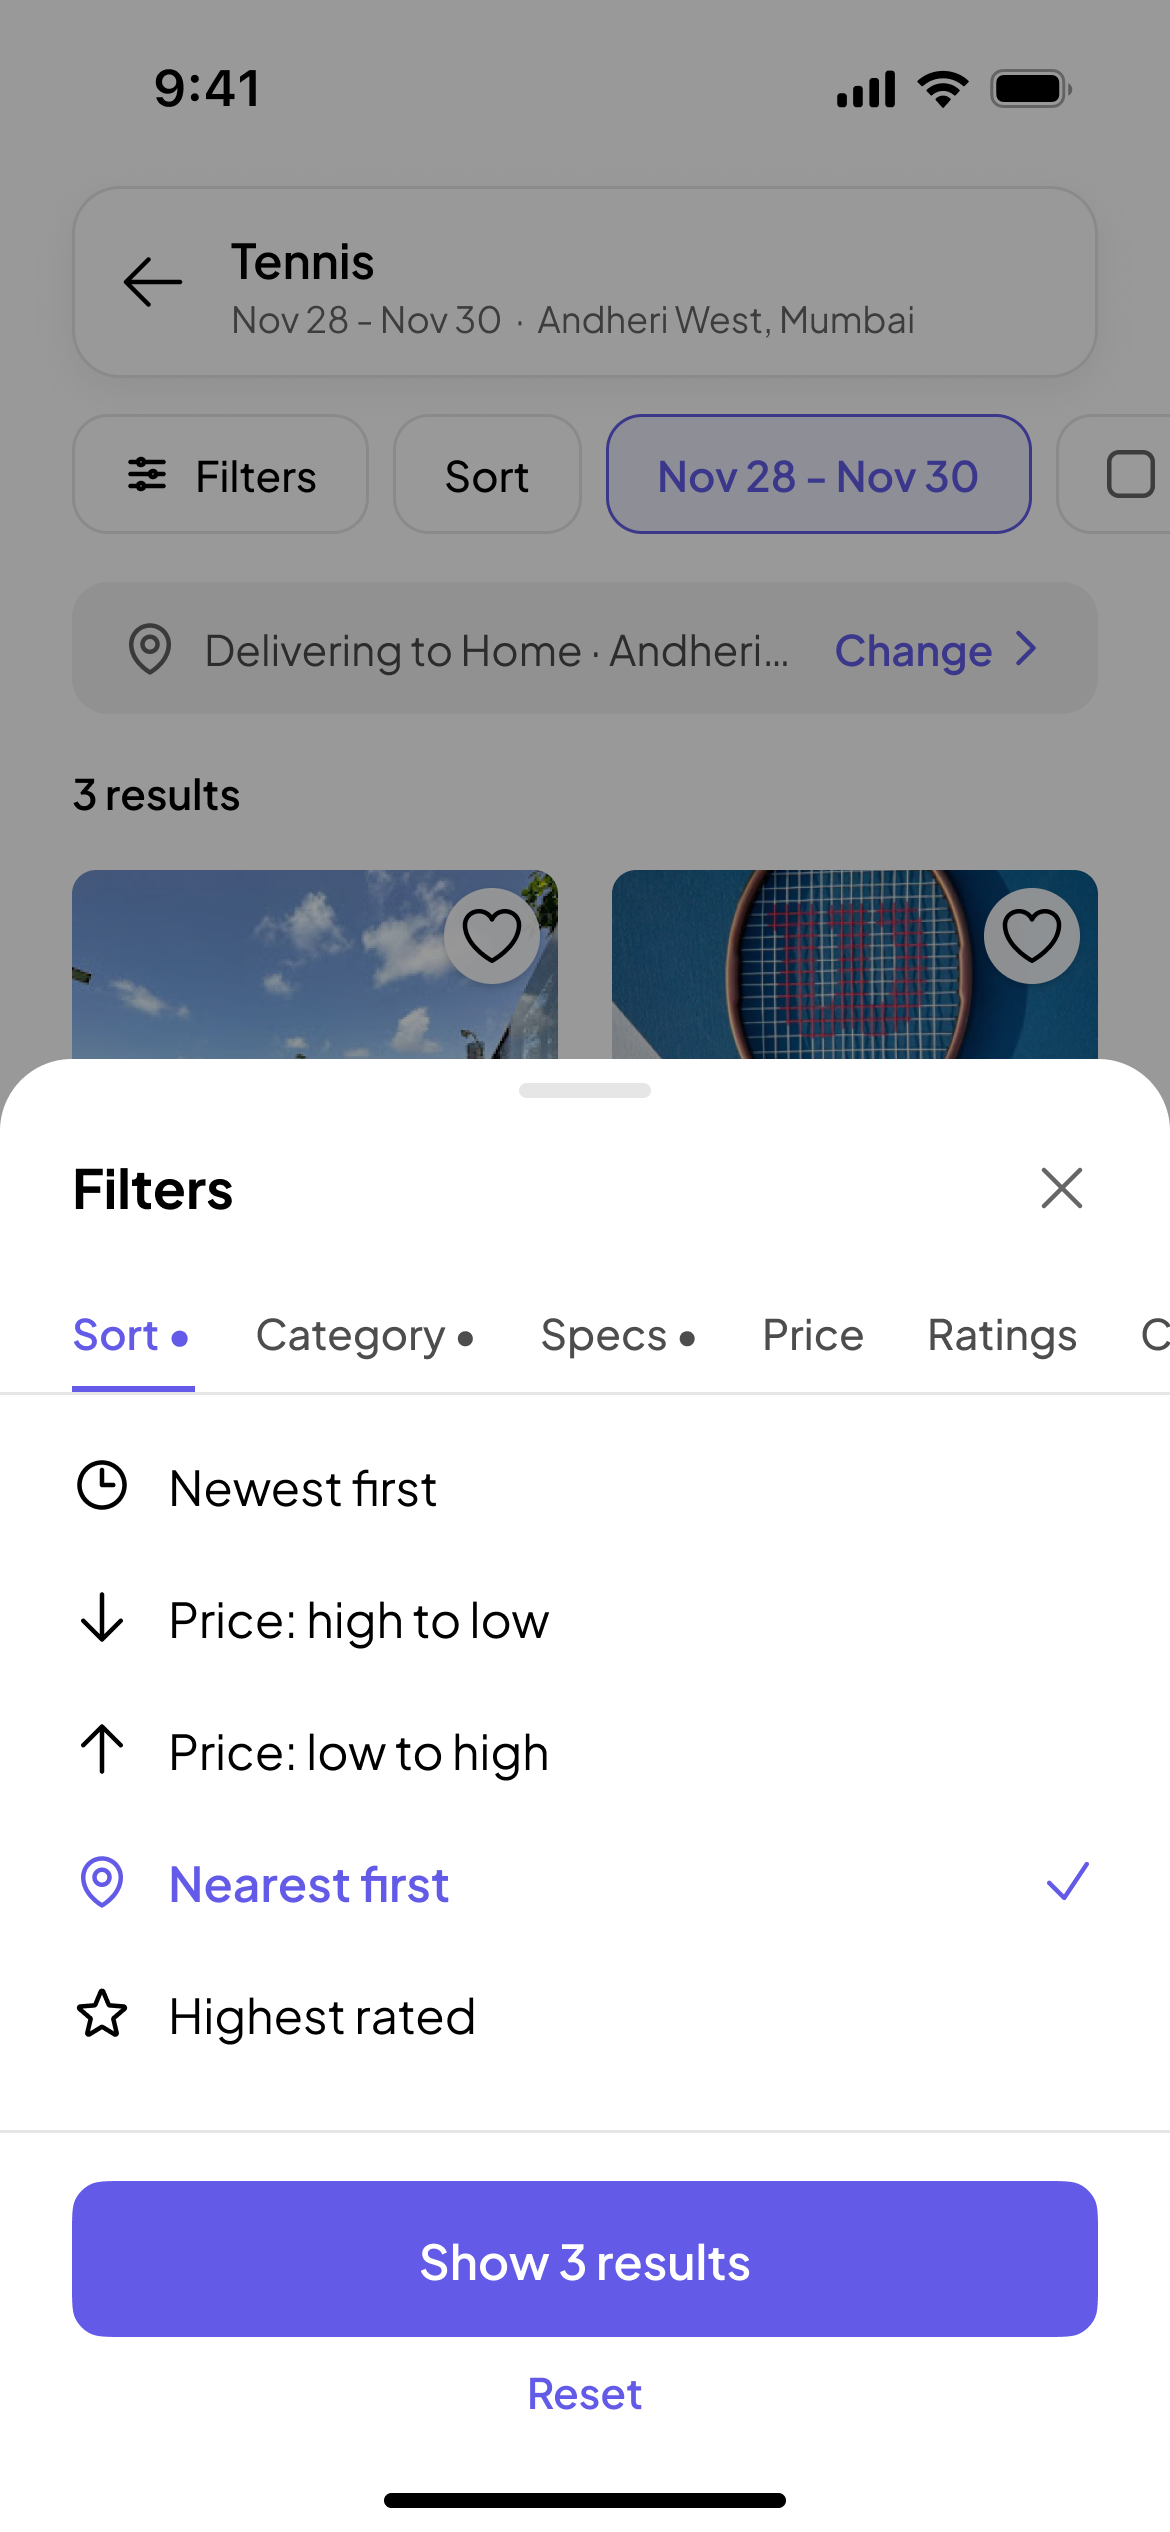 9:41
Tennis
Nov 28 - Nov 30 · Andheri West, Mumbai
Filters
Sort
Nov 28 – Nov 30
Delivering to Home · Andheri...
Change
3 results
Filters
Sort •
Category •
Specs •
Price
Ratings
C
Newest first
Price: high to low
Price: low to high
Nearest first
Highest rated
Show 3 results
Reset